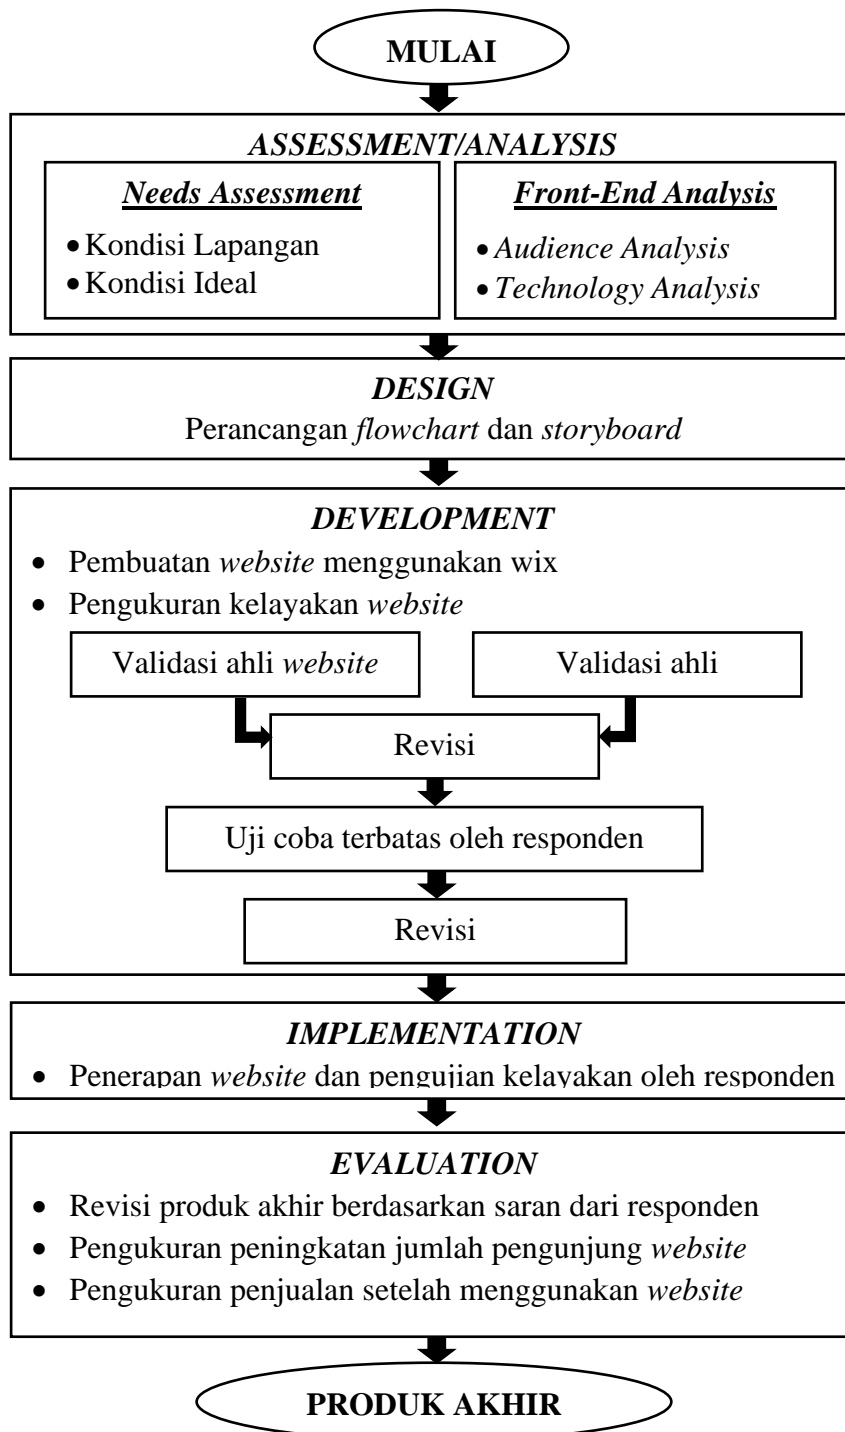 MULAI
ASSESSMENT/ANALYSIS
Needs Assessment
• Kondisi Lapangan
• Kondisi Ideal
Front-End Analysis
• Audience Analysis
• Technology Analysis
DESIGN
Perancangan flowchart dan storyboard
DEVELOPMENT
• Pembuatan website menggunakan wix
• Pengukuran kelayakan website
Validasi ahli website
Validasi ahli
Revisi
Uji coba terbatas oleh responden
Revisi
IMPLEMENTATION
• Penerapan website dan pengujian kelayakan oleh responden
EVALUATION
• Revisi produk akhir berdasarkan saran dari responden
• Pengukuran peningkatan jumlah pengunjung website
• Pengukuran penjualan setelah menggunakan website
PRODUK AKHIR